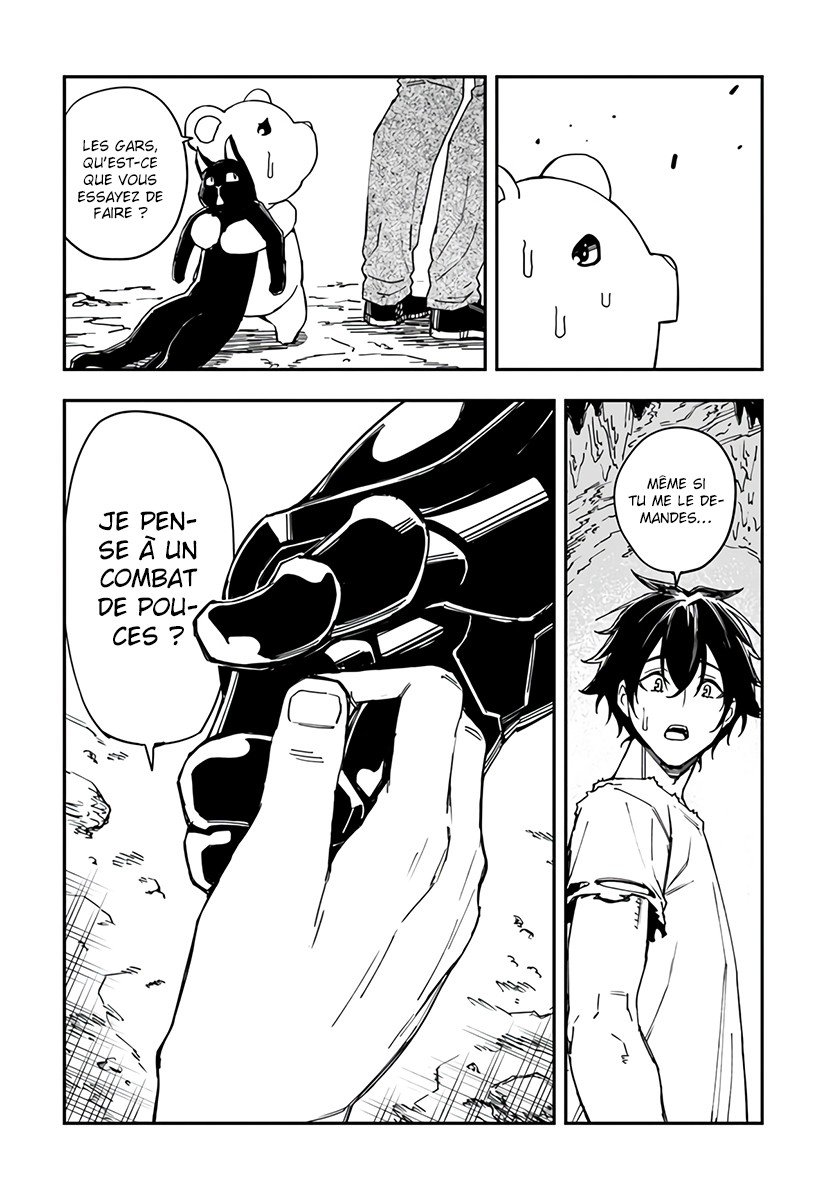 LES GARS,
QU'EST-CE
QUE VOUS
ESSAYEZ DE
FAIRE ?
MÊME SI
TU ME LE DE-
MANDES...
JE PEN-
SE À UN
COMBAT
DE POU-
CES ?